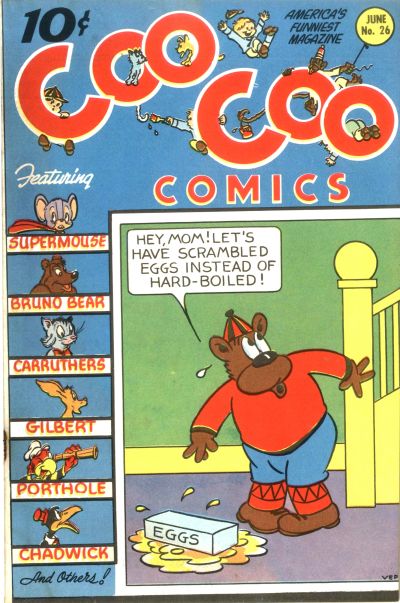 10¢
AMERICA'S
FUNNIEST
MAGAZINE
JUNE
No. 26
COO COO
COMICS
Featuring
SUPERMOUSE
BRUNO BEAR
CARRUTHERS
GILBERT
PORTHOLE
CHADWICK
And Others!
HEY, MOM! LET'S
HAVE SCRAMBLED
EGGS INSTEAD OF
HARD-BOILED!
EGGS
VEP